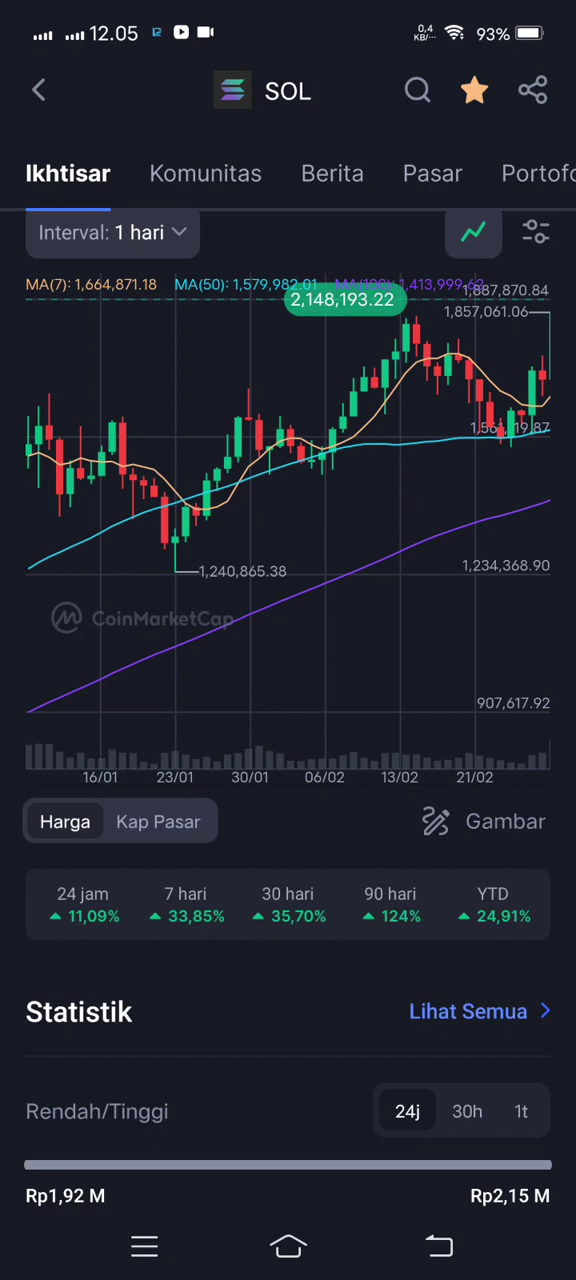 12.05 0,4 KB/... 93%
SOL
Ikhtisar Komunitas Berita Pasar Portofo
Interval: 1 hari
MA(7): 1,664,871.18 MA(50): 1,579,982.01
1,887,870.84
2,148,193.22
1,857,061.06
1,240,865.38
1,234,368.90
CoinMarketCap
907,617.92
16/01 23/01 30/01 06/02 13/02 21/02
Harga Kap Pasar Gambar
24 jam 7 hari 30 hari 90 hari YTD
11,09% 33,85% 35,70% 124% 24,91%
Statistik Lihat Semua
Rendah/Tinggi 24j 30h 1t
Rp1,92 M Rp2,15 M